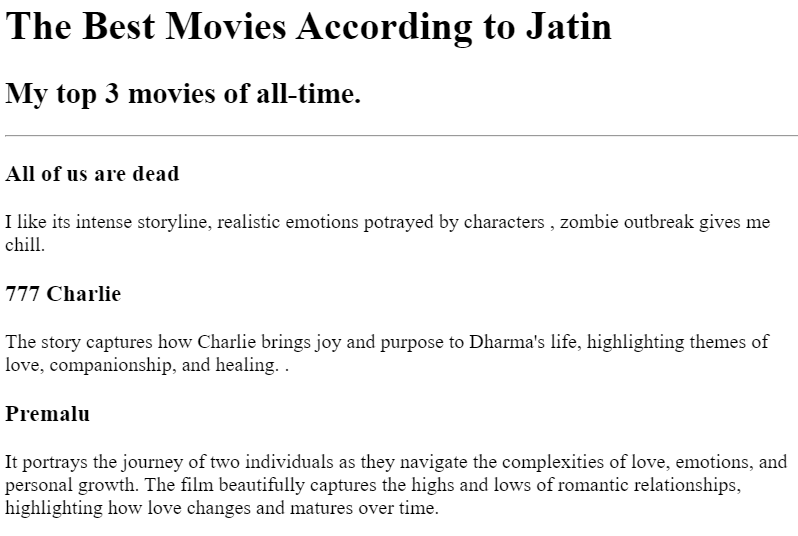 The Best Movies According to Jatin
My top 3 movies of all-time.
All of us are dead
I like its intense storyline, realistic emotions potrayed by characters , zombie outbreak gives me
chill.
777 Charlie
The story captures how Charlie brings joy and purpose to Dharma's life, highlighting themes of
love, companionship, and healing. .
Premalu
It portrays the journey of two individuals as they navigate the complexities of love, emotions, and
personal growth. The film beautifully captures the highs and lows of romantic relationships,
highlighting how love changes and matures over time.